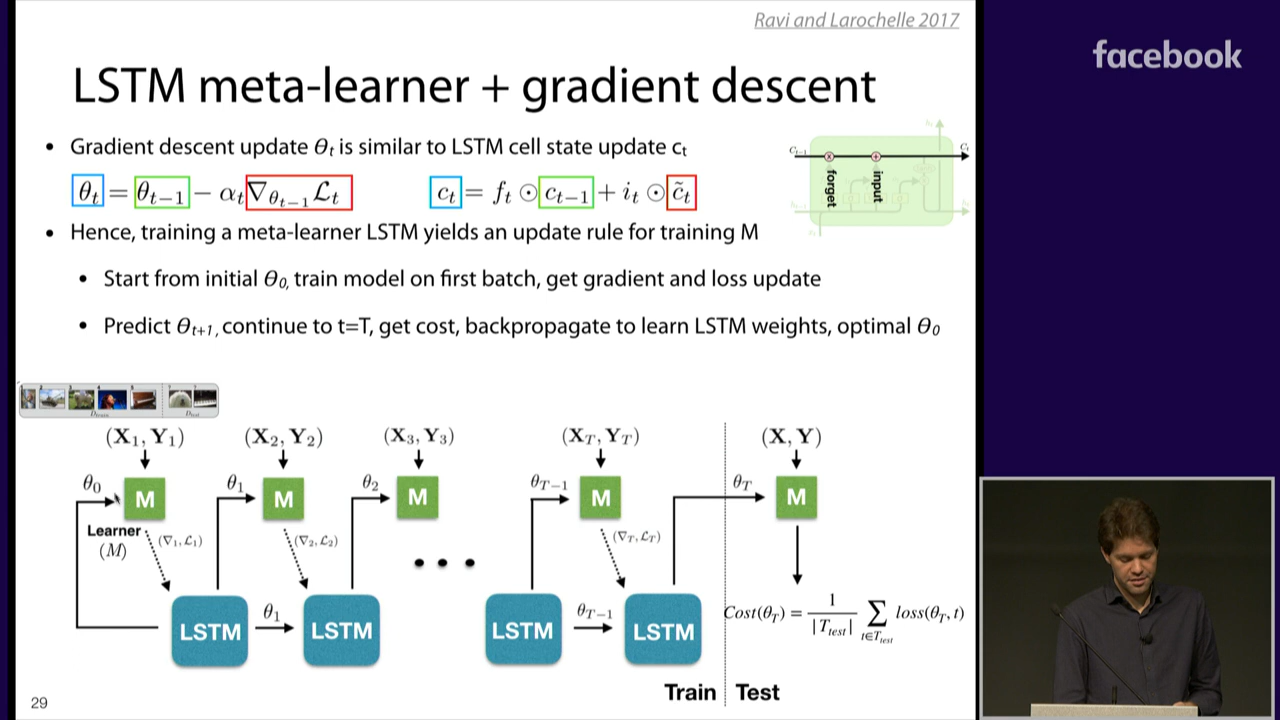 Ravi and Larochelle 2017
facebook
LSTM meta-learner + gradient descent
• Gradient descent update θt is similar to LSTM cell state update ct
θt = θt−1 − αt∇θt−1 ℒt
ct = ft ⊙ ct−1 + it ⊙ c̃t
Ct−1
Ct
forget
input
• Hence, training a meta-learner LSTM yields an update rule for training M
• Start from initial θ0, train model on first batch, get gradient and loss update
• Predict θt+1, continue to t=T, get cost, backpropagate to learn LSTM weights, optimal θ0
(X1, Y1) (X2, Y2) (X3, Y3) (XT, YT) (X, Y)
θ0 θ1 θ2 θT−1 θT
M M M M M
Learner
(M)
(∇1, ℒ1) (∇2, ℒ2) (∇T, ℒT)
• • •
θ1 θT−1
LSTM LSTM LSTM LSTM
Cost(θT) = 1/|Ttest| ∑t∈Ttest loss(θT, t)
Train Test
29